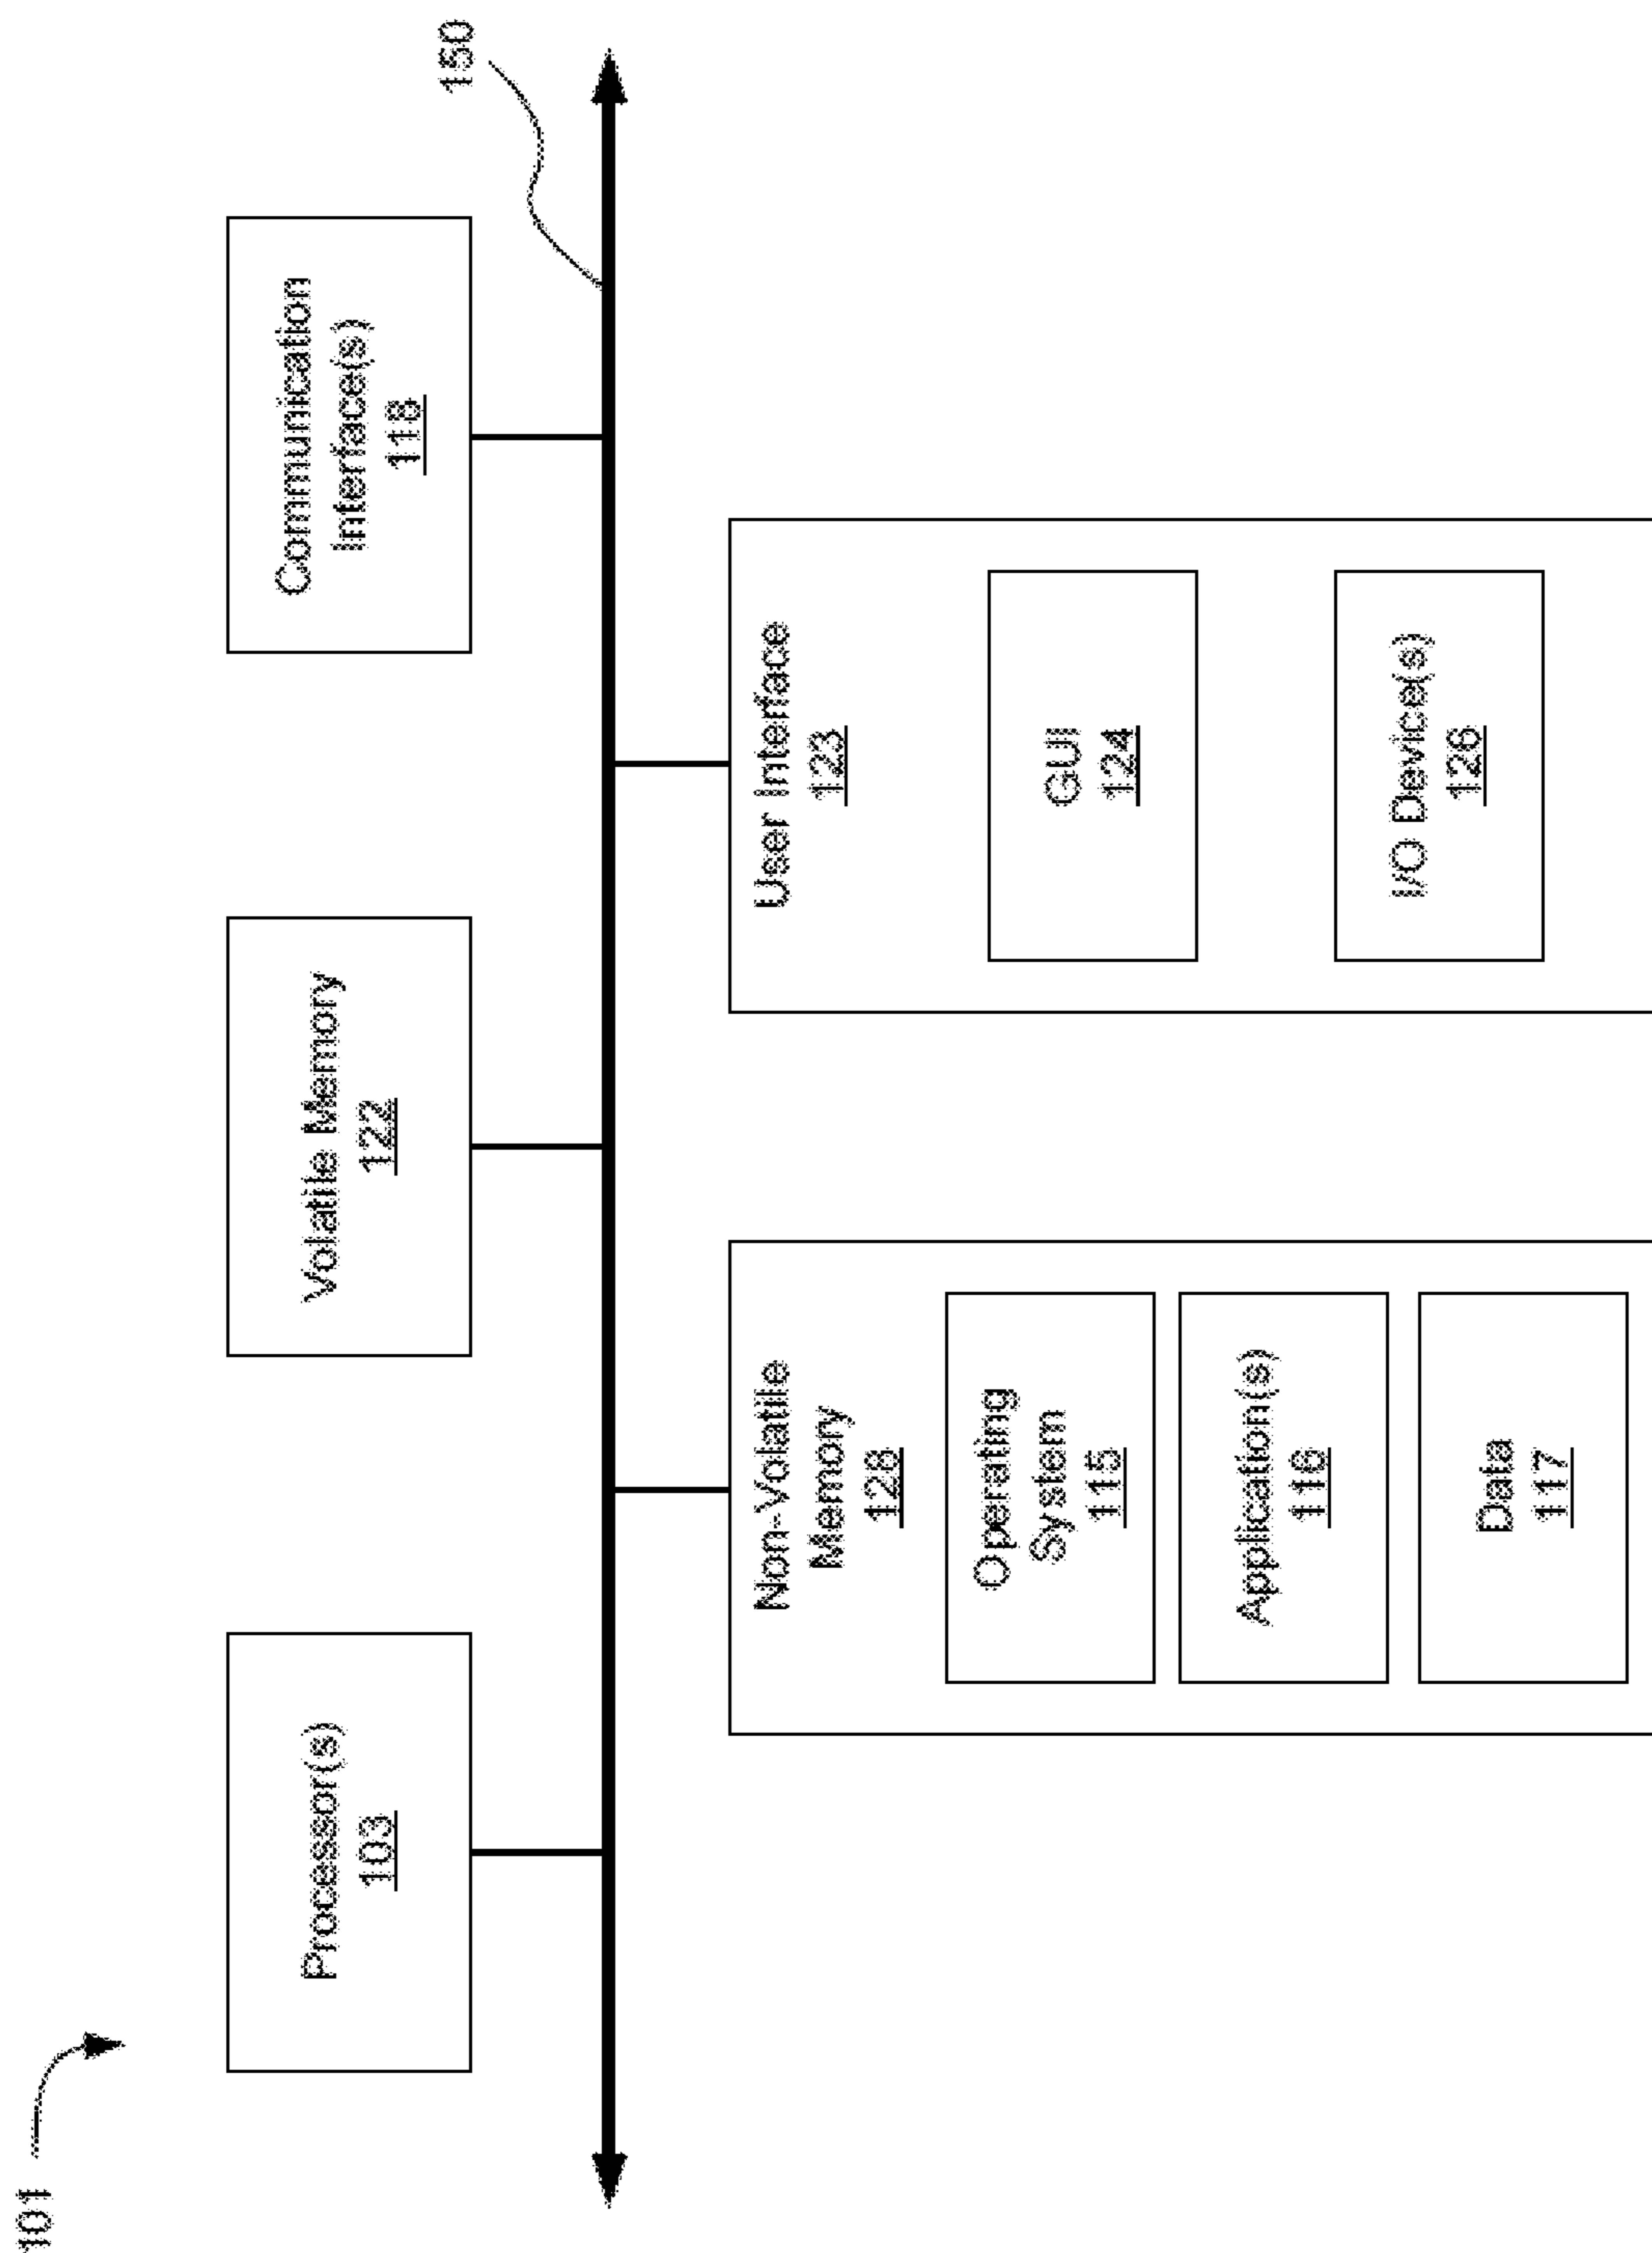 101
Processor(s)
103
Volatile Memory
122
Communication
Interface(s)
118
150
Non-Volatile
Memory
128
Operating
System
115
Application(s)
116
Data
117
User Interface
123
GUI
124
I/O Device(s)
126